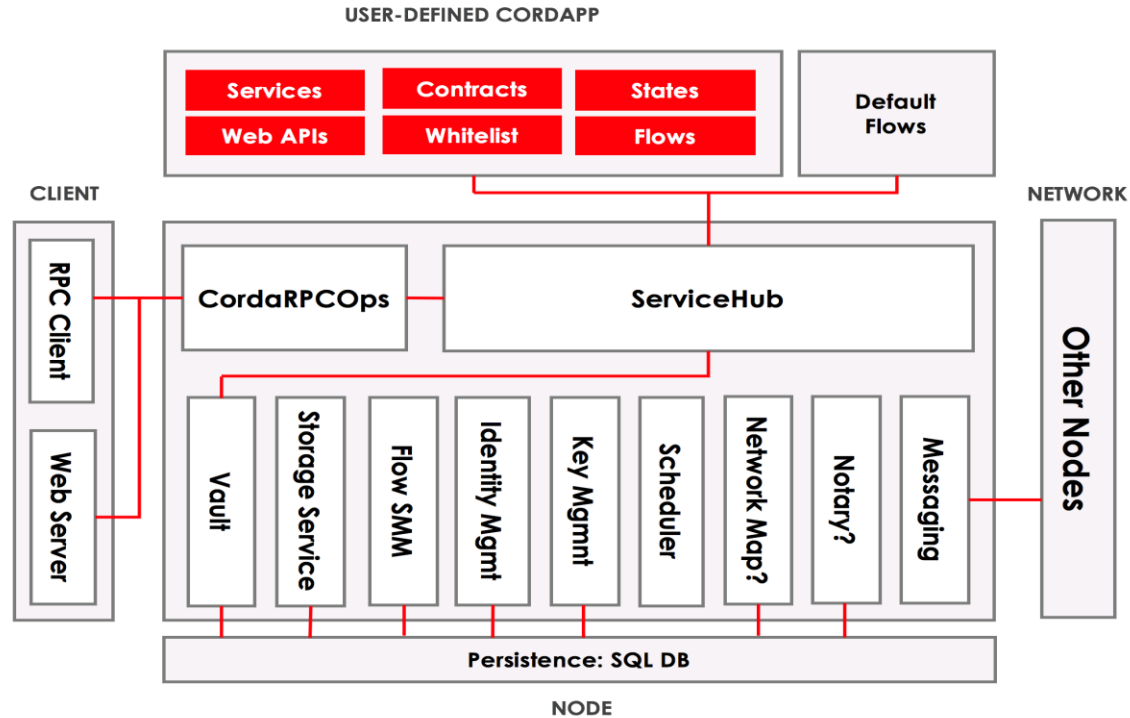 USER-DEFINED CORDAPP
Services
Contracts
States
Web APIs
Whitelist
Flows
Default
Flows
CLIENT
NETWORK
RPC Client
Web Server
CordaRPCOps
ServiceHub
Vault
Storage Service
Flow SMM
Identity Mgmt
Key Mgmnt
Scheduler
Network Map?
Notary?
Messaging
Other Nodes
Persistence: SQL DB
NODE